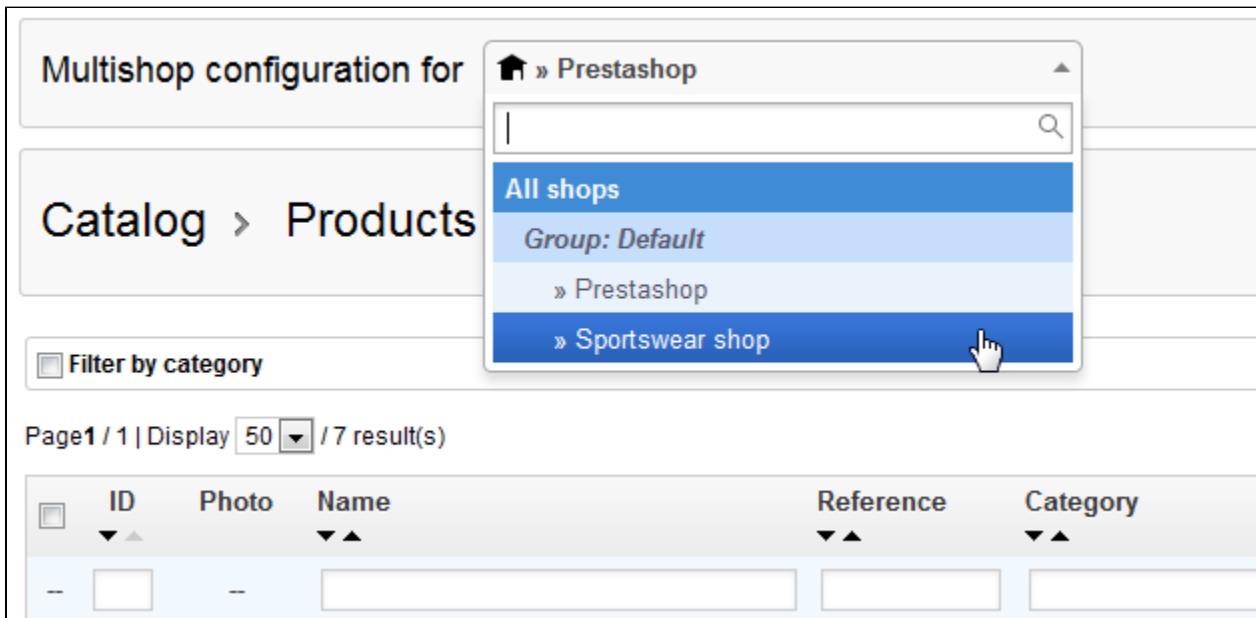 Multishop configuration for » Prestashop
All shops
Catalog > Products
Group: Default
» Prestashop
» Sportswear shop
Filter by category
Page1 / 1 | Display 50 / 7 result(s)
ID Photo Name Reference Category
-- --